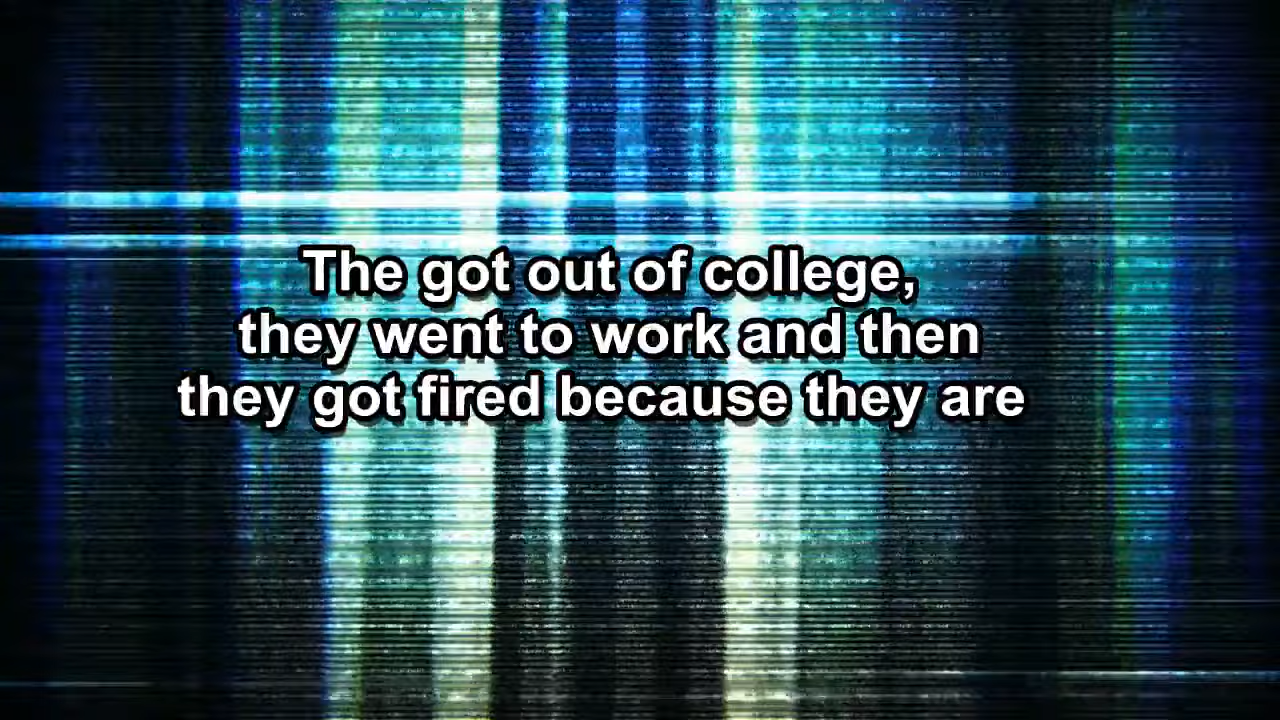 The got out of college,
they went to work and then
they got fired because they are